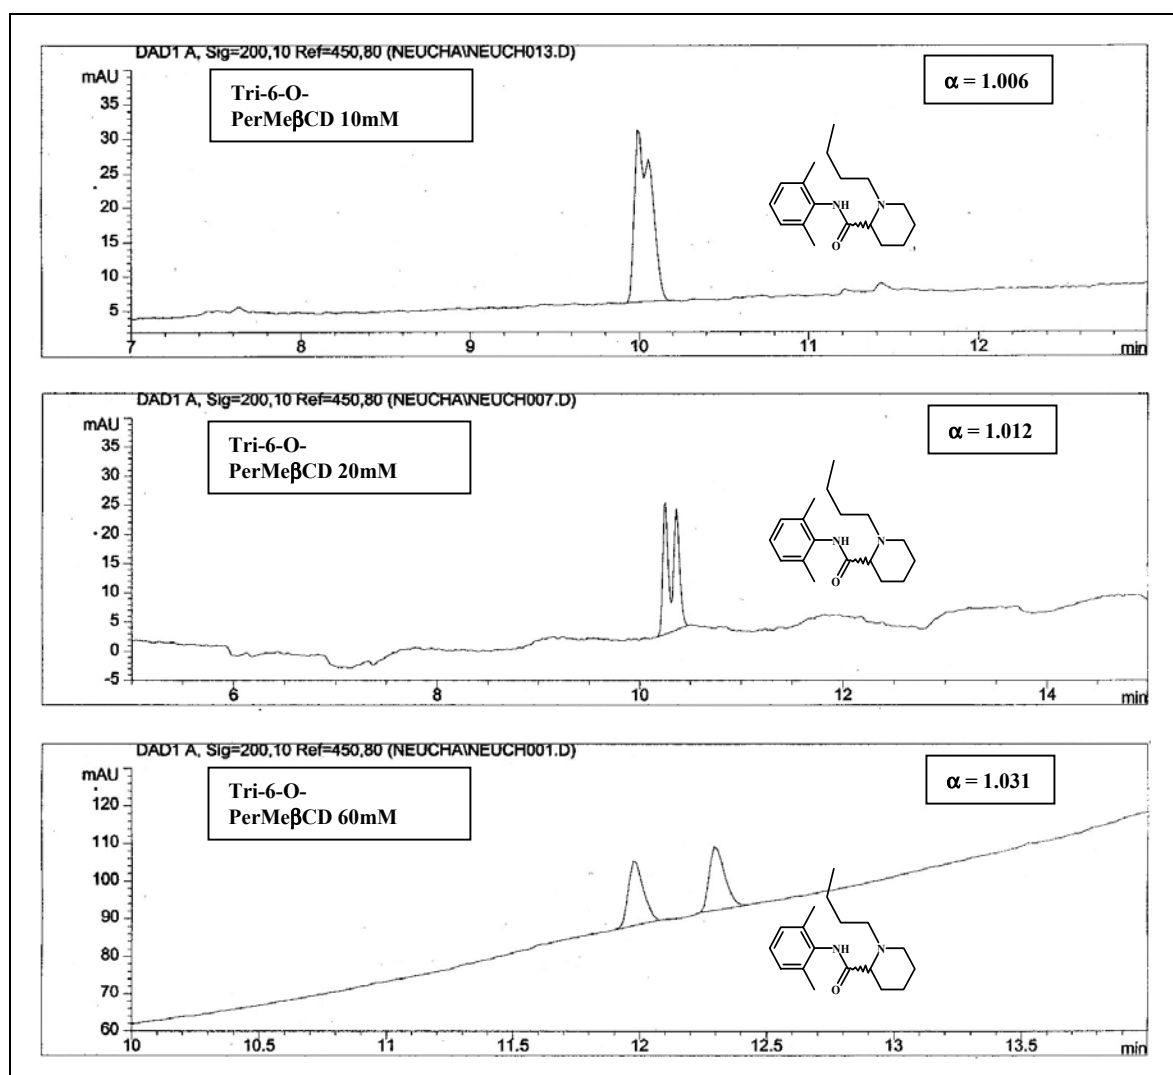 DAD1 A, Sig=200,10 Ref=450,80 (NEUCHA\NEUCH013.D)
mAU
Tri-6-O-
PerMeβCD 10mM
α = 1.006
35
30
25
20
15
10
5
NH
N
O
7 8 9 10 11 12 min
DAD1 A, Sig=200,10 Ref=450,80 (NEUCHA\NEUCH007.D)
mAU
Tri-6-O-
PerMeβCD 20mM
α = 1.012
35
30
25
20
15
10
5
0
-5
NH
N
O
6 8 10 12 14 min
DAD1 A, Sig=200,10 Ref=450,80 (NEUCHA\NEUCH001.D)
mAU
Tri-6-O-
PerMeβCD 60mM
α = 1.031
120
110
100
90
80
70
60
NH
N
O
10 10.5 11 11.5 12 12.5 13 13.5 min